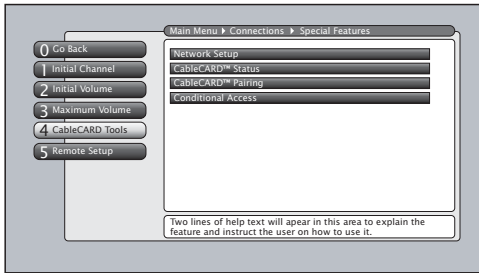 Main Menu ▸ Connections ▸ Special Features
0 Go Back
1 Initial Channel
2 Initial Volume
3 Maximum Volume
4 CableCARD Tools
5 Remote Setup
Network Setup
CableCARD™ Status
CableCARD™ Pairing
Conditional Access
Two lines of help text will apear in this area to explain the
feature and instruct the user on how to use it.